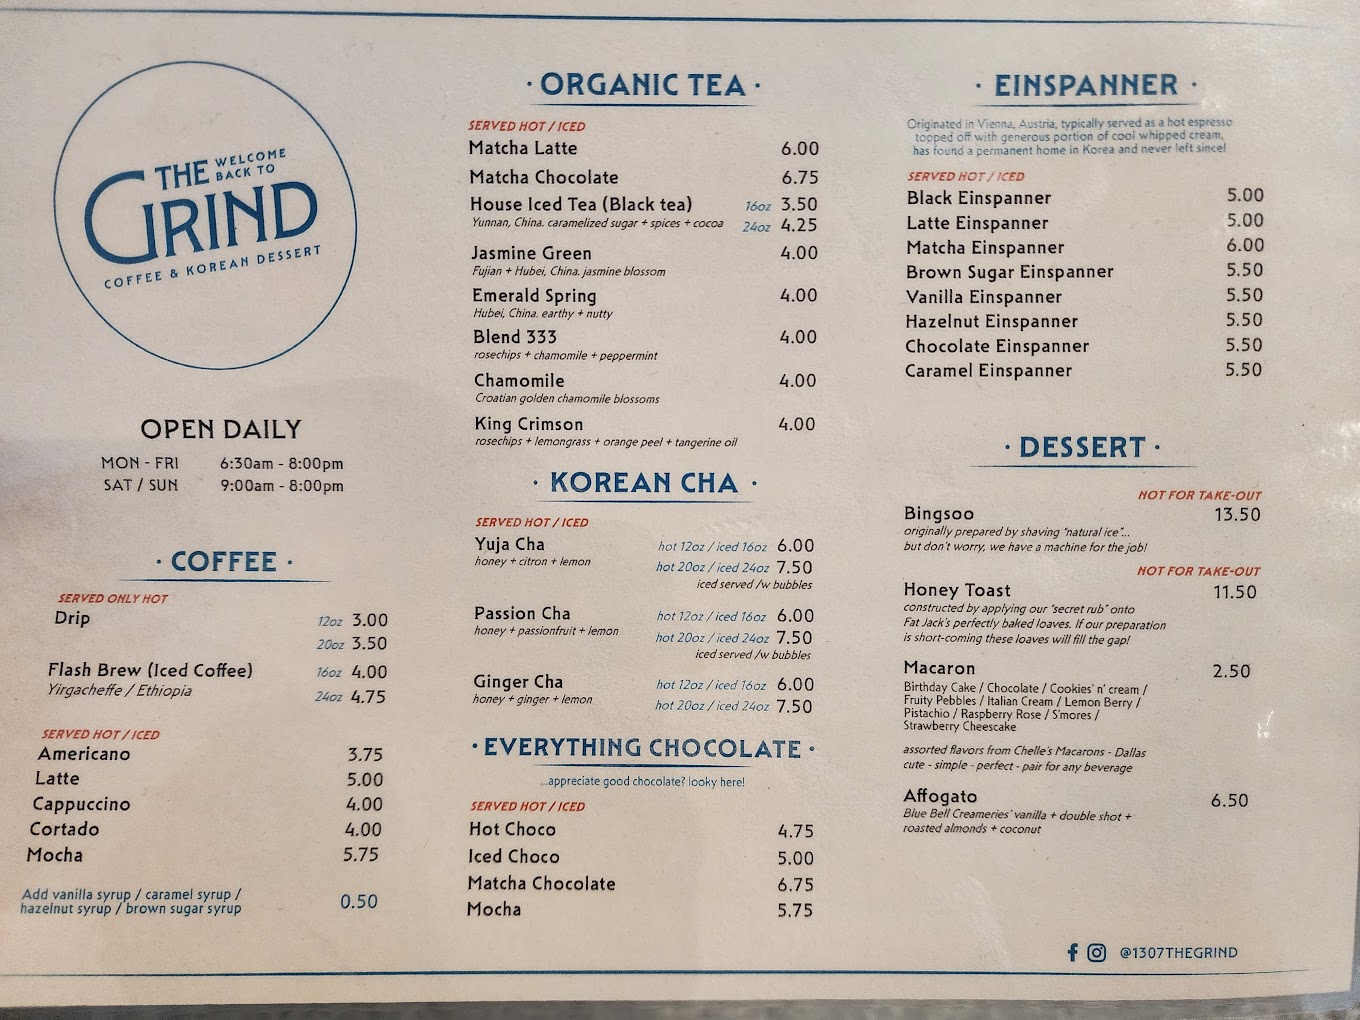 WELCOME
BACK TO
THE
GRIND
COFFEE & KOREAN DESSERT
OPEN DAILY
MON - FRI 6:30am - 8:00pm
SAT / SUN 9:00am - 8:00pm
· COFFEE ·
SERVED ONLY HOT
Drip 12oz 3.00
20oz 3.50
Flash Brew (Iced Coffee) 16oz 4.00
Yirgacheffe / Ethiopia 24oz 4.75
SERVED HOT / ICED
Americano 3.75
Latte 5.00
Cappuccino 4.00
Cortado 4.00
Mocha 5.75
Add vanilla syrup / caramel syrup /
hazelnut syrup / brown sugar syrup 0.50
· ORGANIC TEA ·
SERVED HOT / ICED
Matcha Latte 6.00
Matcha Chocolate 6.75
House Iced Tea (Black tea) 16oz 3.50
Yunnan, China. caramelized sugar + spices + cocoa 24oz 4.25
Jasmine Green 4.00
Fujian + Hubei, China. jasmine blossom
Emerald Spring 4.00
Hubei, China. earthy + nutty
Blend 333 4.00
rosechips + chamomile + peppermint
Chamomile 4.00
Croatian golden chamomile blossoms
King Crimson 4.00
rosechips + lemongrass + orange peel + tangerine oil
· KOREAN CHA ·
SERVED HOT / ICED
Yuja Cha hot 12oz / iced 16oz 6.00
honey + citron + lemon hot 20oz / iced 24oz 7.50
iced served /w bubbles
Passion Cha hot 12oz / iced 16oz 6.00
honey + passionfruit + lemon hot 20oz / iced 24oz 7.50
iced served /w bubbles
Ginger Cha hot 12oz / iced 16oz 6.00
honey + ginger + lemon hot 20oz / iced 24oz 7.50
· EVERYTHING CHOCOLATE ·
...appreciate good chocolate? looky here!
SERVED HOT / ICED
Hot Choco 4.75
Iced Choco 5.00
Matcha Chocolate 6.75
Mocha 5.75
· EINSPANNER ·
Originated in Vienna, Austria, typically served as a hot espresso
topped off with generous portion of cool whipped cream,
has found a permanent home in Korea and never left since!
SERVED HOT / ICED
Black Einspanner 5.00
Latte Einspanner 5.00
Matcha Einspanner 6.00
Brown Sugar Einspanner 5.50
Vanilla Einspanner 5.50
Hazelnut Einspanner 5.50
Chocolate Einspanner 5.50
Caramel Einspanner 5.50
· DESSERT ·
NOT FOR TAKE-OUT
Bingsoo 13.50
originally prepared by shaving "natural ice"...
but don't worry, we have a machine for the job!
NOT FOR TAKE-OUT
Honey Toast 11.50
constructed by applying our "secret rub" onto
Fat Jack's perfectly baked loaves. If our preparation
is short-coming these loaves will fill the gap!
Macaron 2.50
Birthday Cake / Chocolate / Cookies' n' cream /
Fruity Pebbles / Italian Cream / Lemon Berry /
Pistachio / Raspberry Rose / S'mores /
Strawberry Cheesecake
assorted flavors from Chelle's Macarons - Dallas
cute - simple - perfect - pair for any beverage
Affogato 6.50
Blue Bell Creameries' vanilla + double shot +
roasted almonds + coconut
@1307THEGRIND